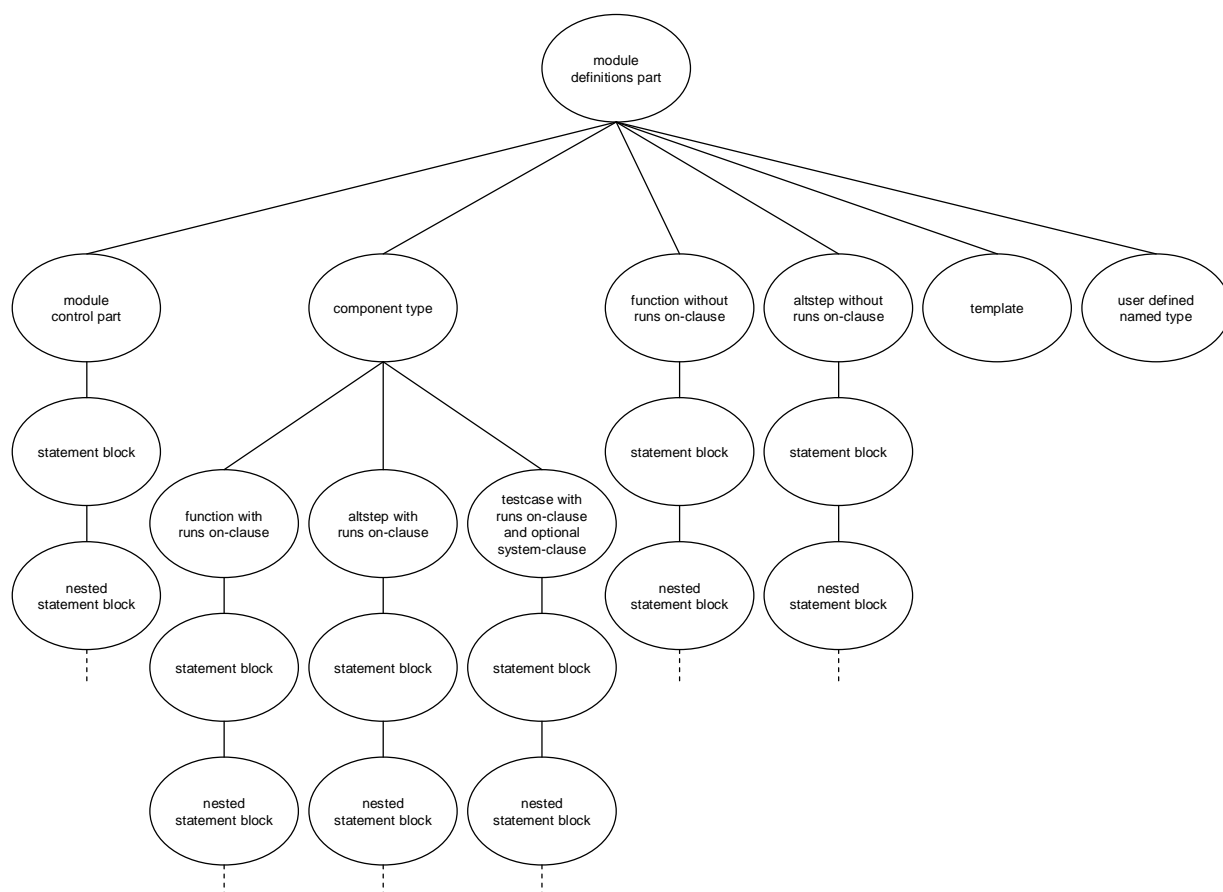 module
definitions part
module
control part
component type
function without
runs on-clause
altstep without
runs on-clause
template
user defined
named type
statement block
statement block
statement block
function with
runs on-clause
altstep with
runs on-clause
testcase with
runs on-clause
and optional
system-clause
nested
statement block
nested
statement block
nested
statement block
statement block
statement block
statement block
nested
statement block
nested
statement block
nested
statement block